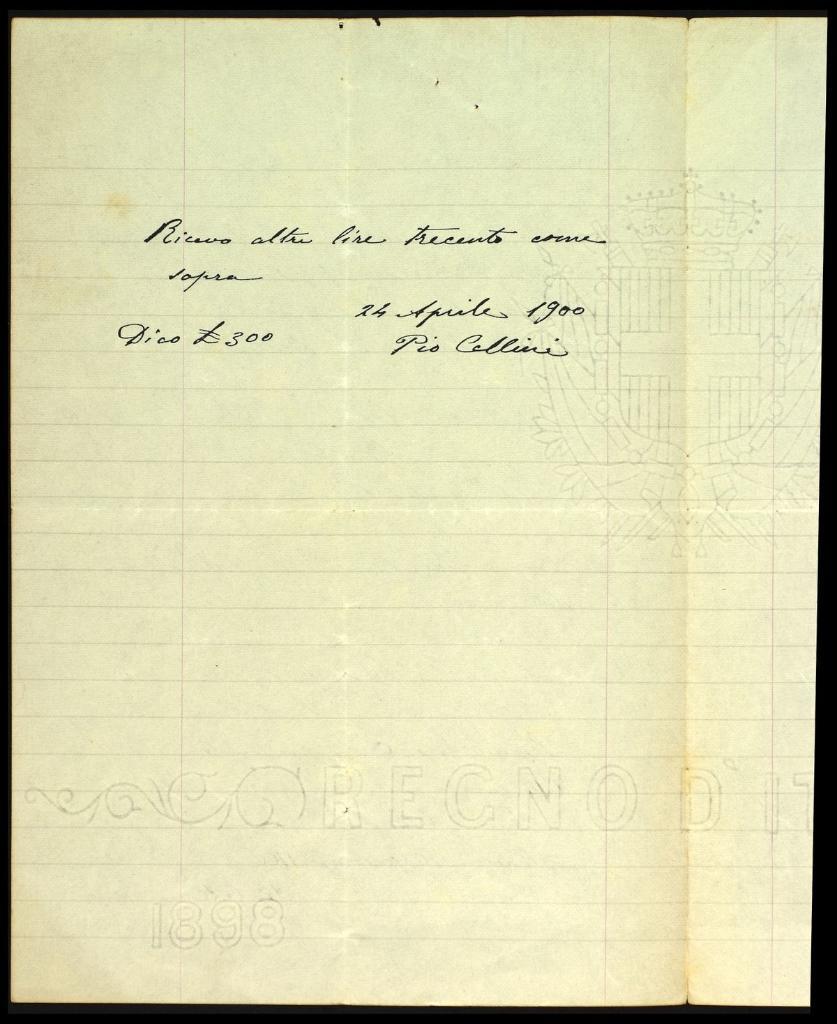 Ricevo altre lire trecento come
sopra
24 Aprile 1900
Dico £ 300
Pio Cellini
REGNO D'IT
1898